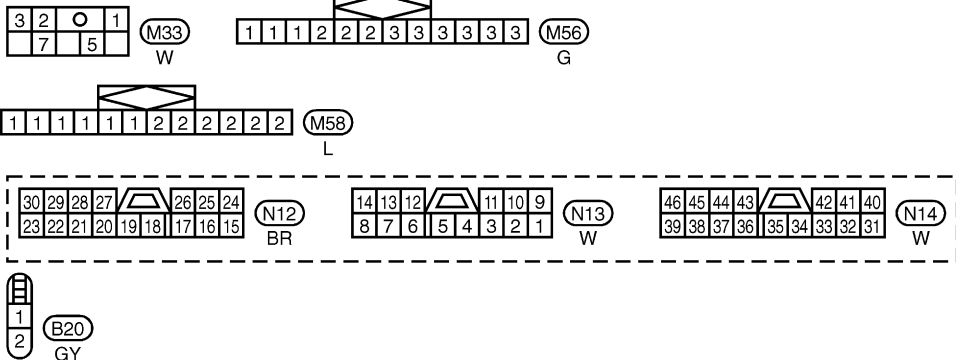 3 2 1 M33
7 5
W
1 1 1 2 2 2 3 3 3 3 3 3 M56
G
1 1 1 1 1 1 2 2 2 2 2 2 M58
L
30 29 28 27 26 25 24 N12
23 22 21 20 19 18 17 16 15
BR
14 13 12 11 10 9 N13
8 7 6 5 4 3 2 1
W
46 45 44 43 42 41 40 N14
39 38 37 36 35 34 33 32 31
W
1
2
B20
GY